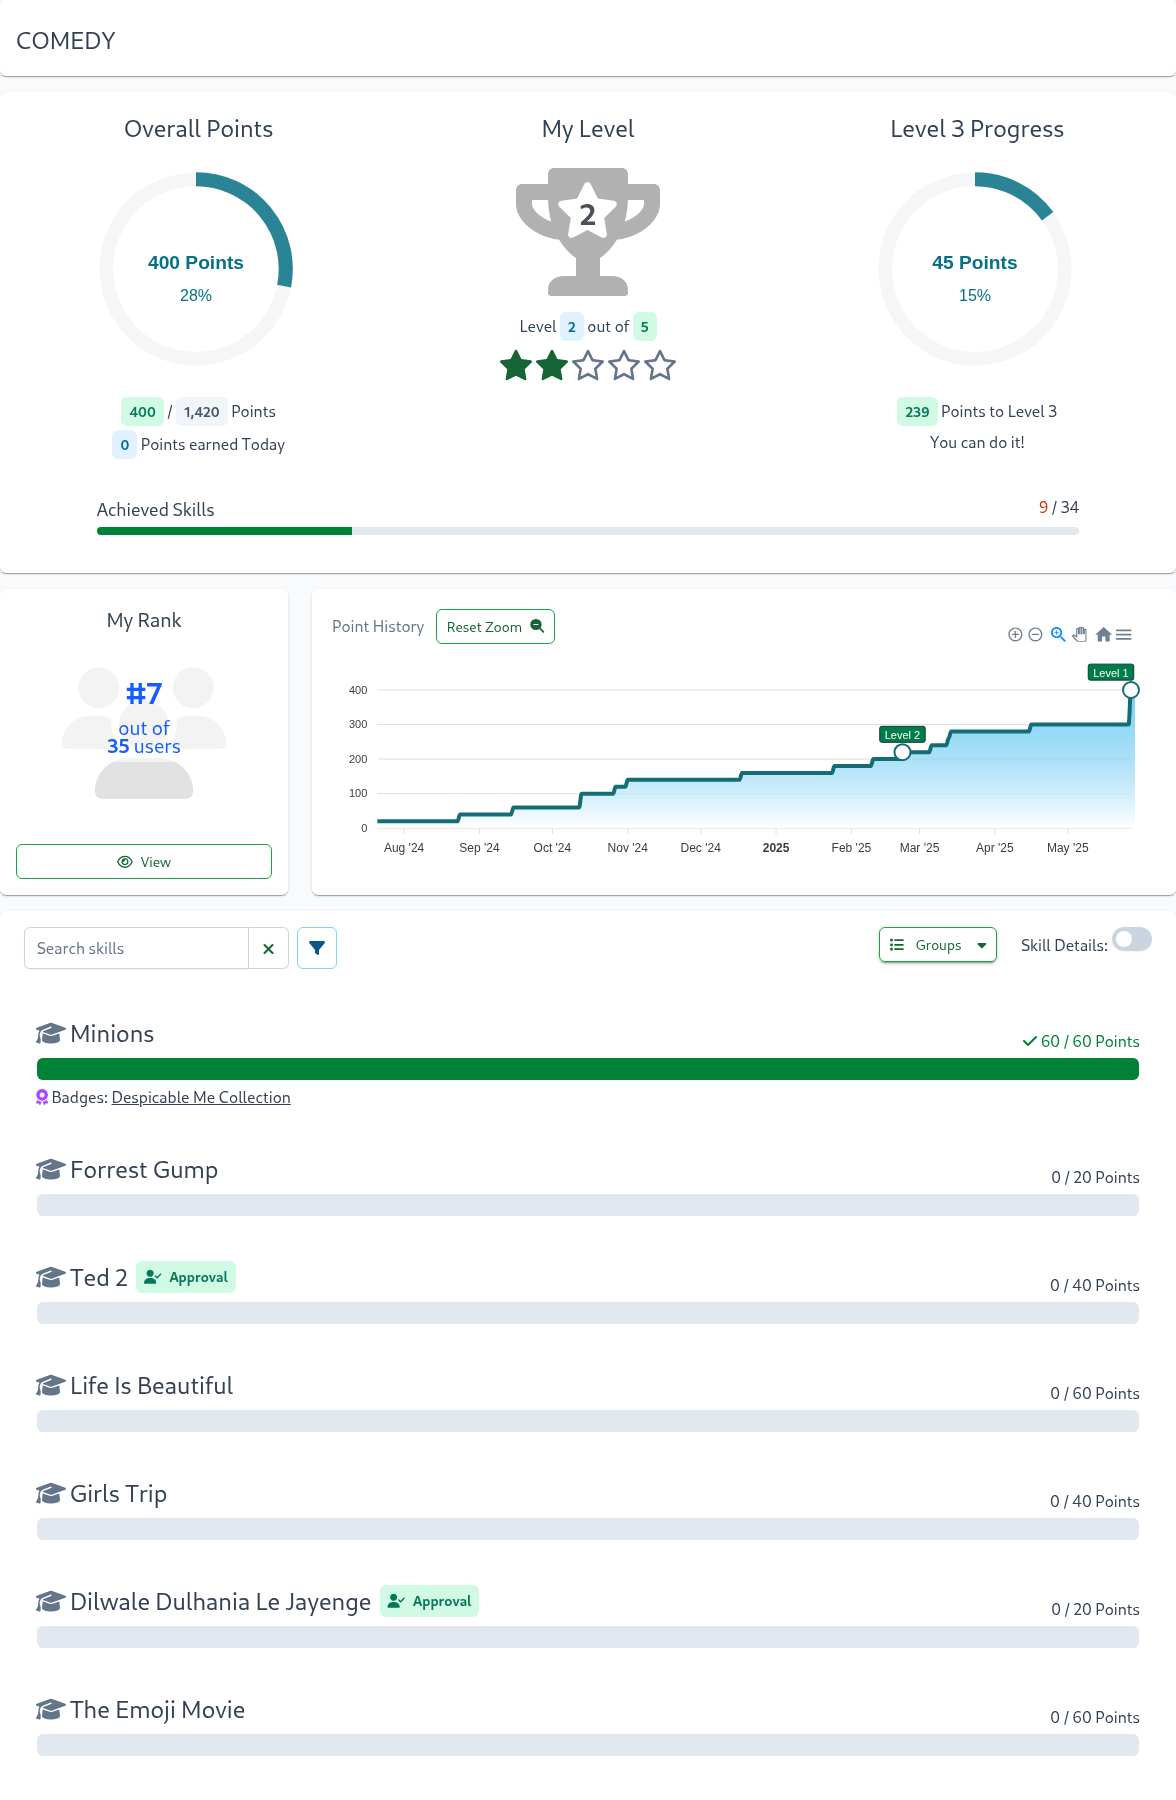 COMEDY
Overall Points
400 Points
28%
400 / 1,420 Points
0 Points earned Today
My Level
2
Level 2 out of 5
Level 3 Progress
45 Points
15%
239 Points to Level 3
You can do it!
Achieved Skills
9 / 34
My Rank
#7
out of
35 users
View
Point History
Reset Zoom
Level 1
Level 2
400
300
200
100
0
Aug '24 Sep '24 Oct '24 Nov '24 Dec '24 2025 Feb '25 Mar '25 Apr '25 May '25
Search skills
Groups
Skill Details:
Minions
60 / 60 Points
Badges: Despicable Me Collection
Forrest Gump
0 / 20 Points
Ted 2 Approval
0 / 40 Points
Life Is Beautiful
0 / 60 Points
Girls Trip
0 / 40 Points
Dilwale Dulhania Le Jayenge Approval
0 / 20 Points
The Emoji Movie
0 / 60 Points